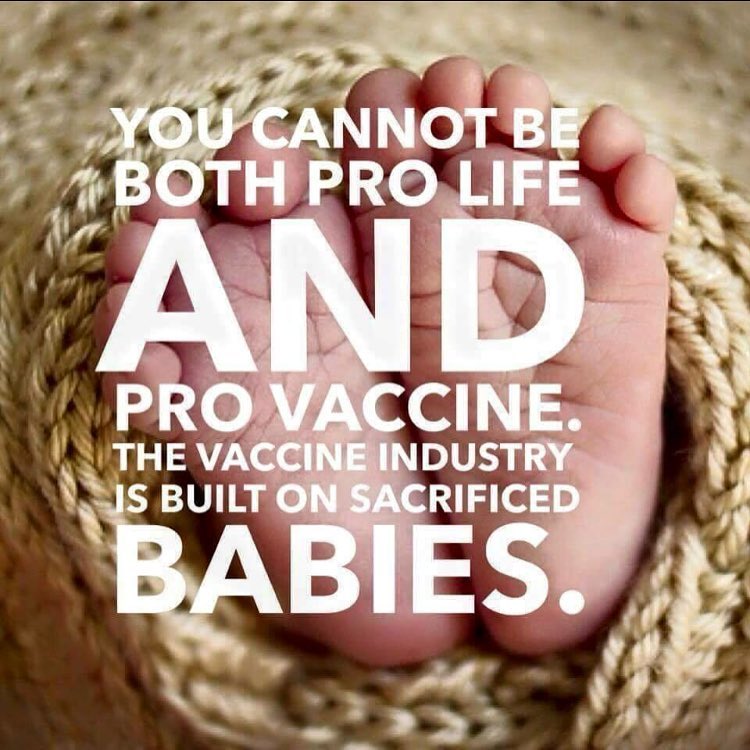 YOU CANNOT BE
BOTH PRO LIFE
AND
PRO VACCINE.
THE VACCINE INDUSTRY
IS BUILT ON SACRIFICED
BABIES.